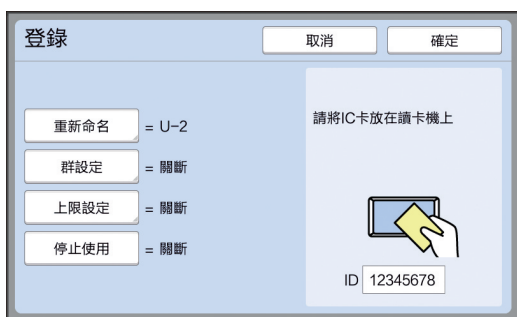 登錄 取消 確定
重新命名 = U-2
群設定 = 關斷
上限設定 = 關斷
停止使用 = 關斷
請將IC卡放在讀卡機上
ID 12345678